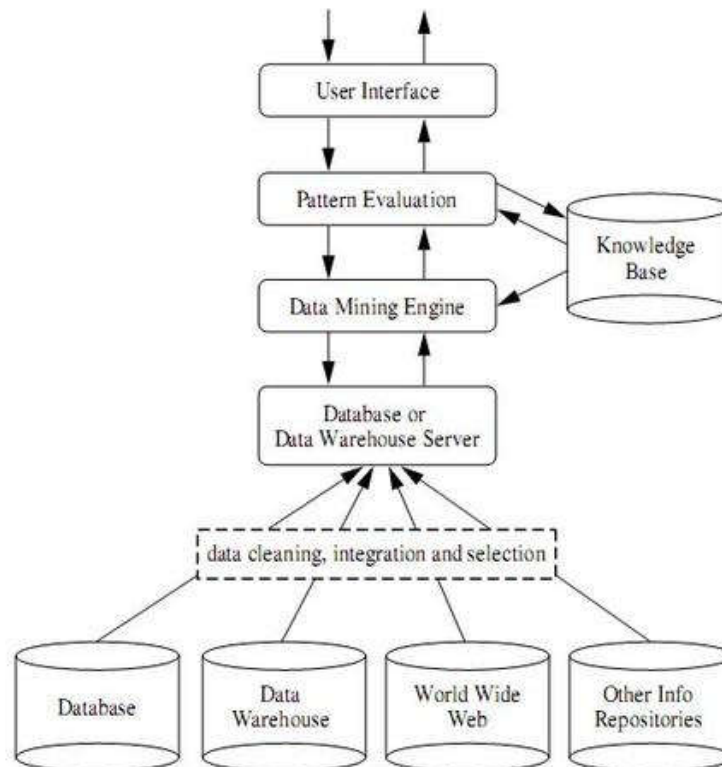 User Interface
Pattern Evaluation
Knowledge
Base
Data Mining Engine
Database or
Data Warehouse Server
data cleaning, integration and selection
Database
Data
Warehouse
World Wide
Web
Other Info
Repositories